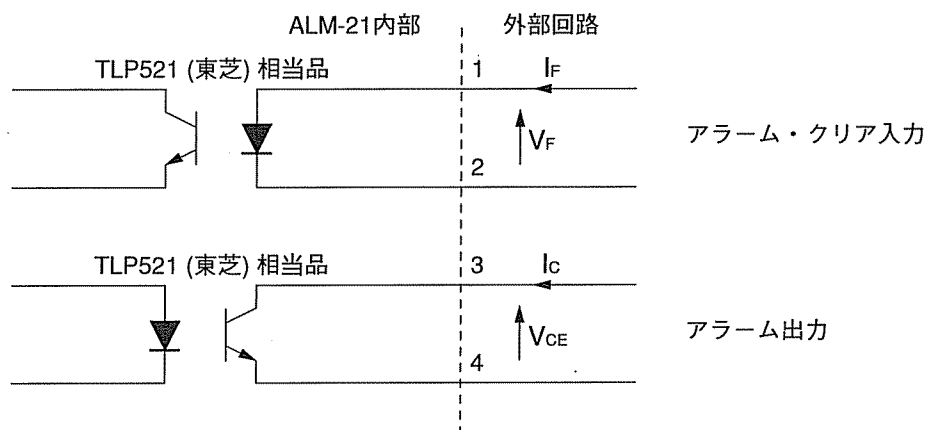 ALM-21内部 外部回路
TLP521 (東芝) 相当品 1 IF
VF アラーム・クリア入力
2
TLP521 (東芝) 相当品 3 IC
VCE アラーム出力
4